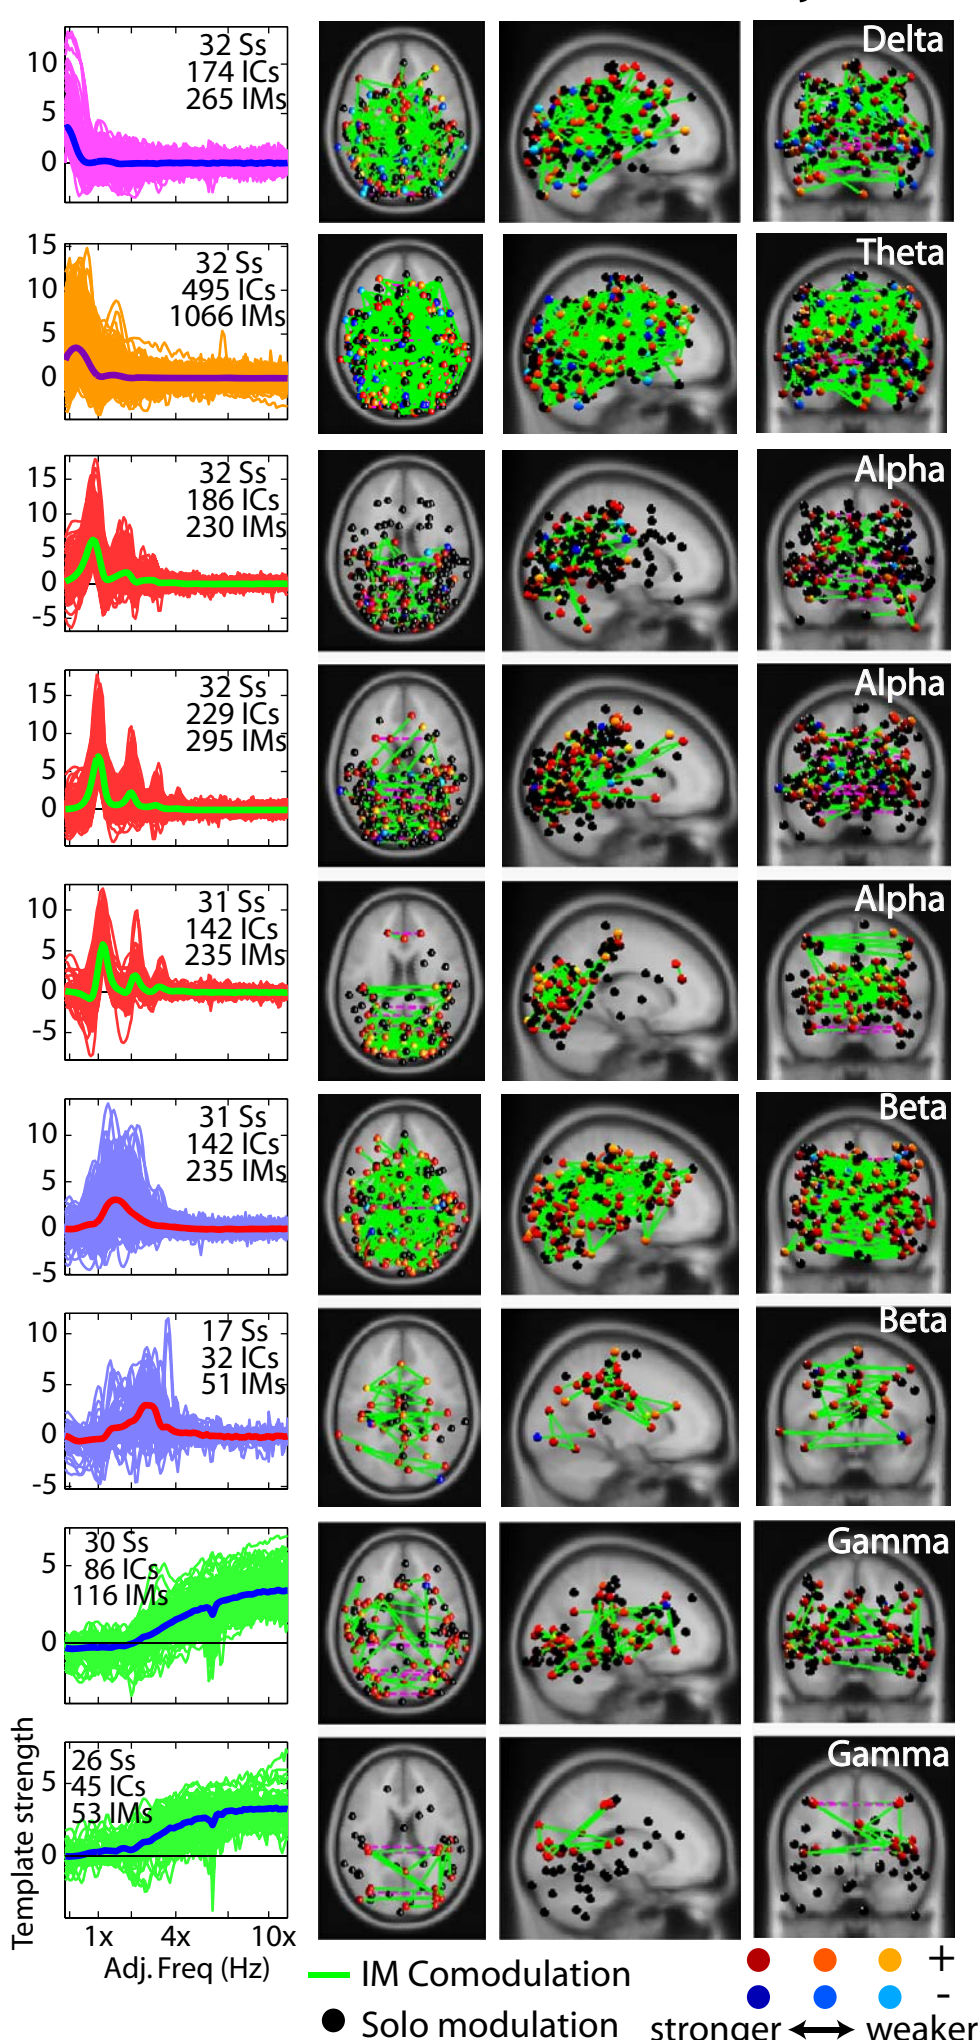 Delta
10
5
0
32 Ss
174 ICs
265 IMs
Theta
15
10
5
0
32 Ss
495 ICs
1066 IMs
Alpha
15
10
5
0
-5
32 Ss
186 ICs
230 IMs
Alpha
15
10
5
0
32 Ss
229 ICs
295 IMs
Alpha
10
5
0
-5
31 Ss
142 ICs
235 IMs
Beta
10
5
0
-5
31 Ss
142 ICs
235 IMs
Beta
10
5
0
-5
17 Ss
32 ICs
51 IMs
Gamma
5
0
30 Ss
86 ICs
116 IMs
Gamma
5
0
26 Ss
45 ICs
53 IMs
Template strength
1x 4x 10x
Adj. Freq (Hz)
IM Comodulation
Solo modulation
+
-
stronger weaker